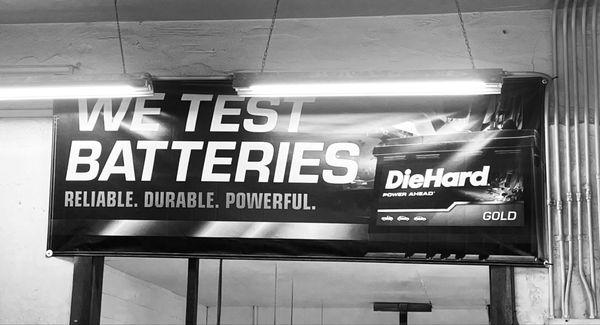 WE TEST
BATTERIES
RELIABLE. DURABLE. POWERFUL.
DieHard
POWER AHEAD
GOLD